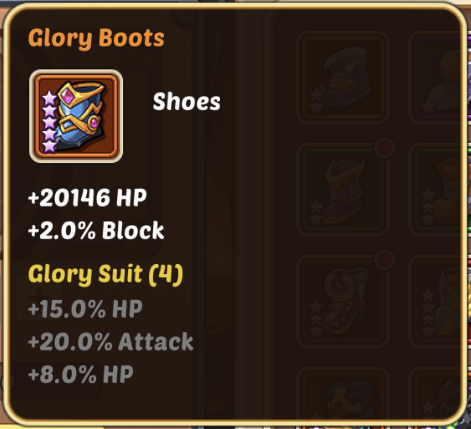 Glory Boots
Shoes
+20146 HP
+2.0% Block
Glory Suit (4)
+15.0% HP
+20.0% Attack
+8.0% HP